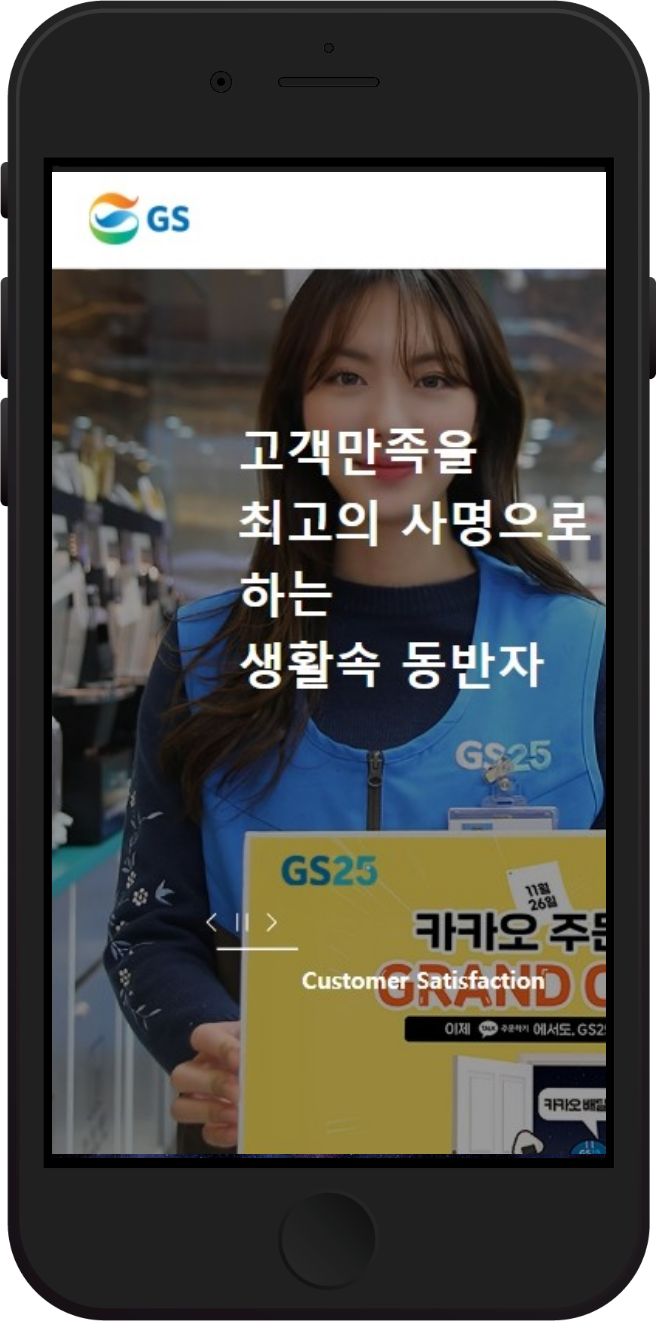 GS
고객만족을
최고의 사명으로
하는
생활속 동반자
GS25
GS25
11월
26일
카카오 주문
GRAND
Customer Satisfaction
이제 TALK 주문하기 에서도, GS25
카카오배달